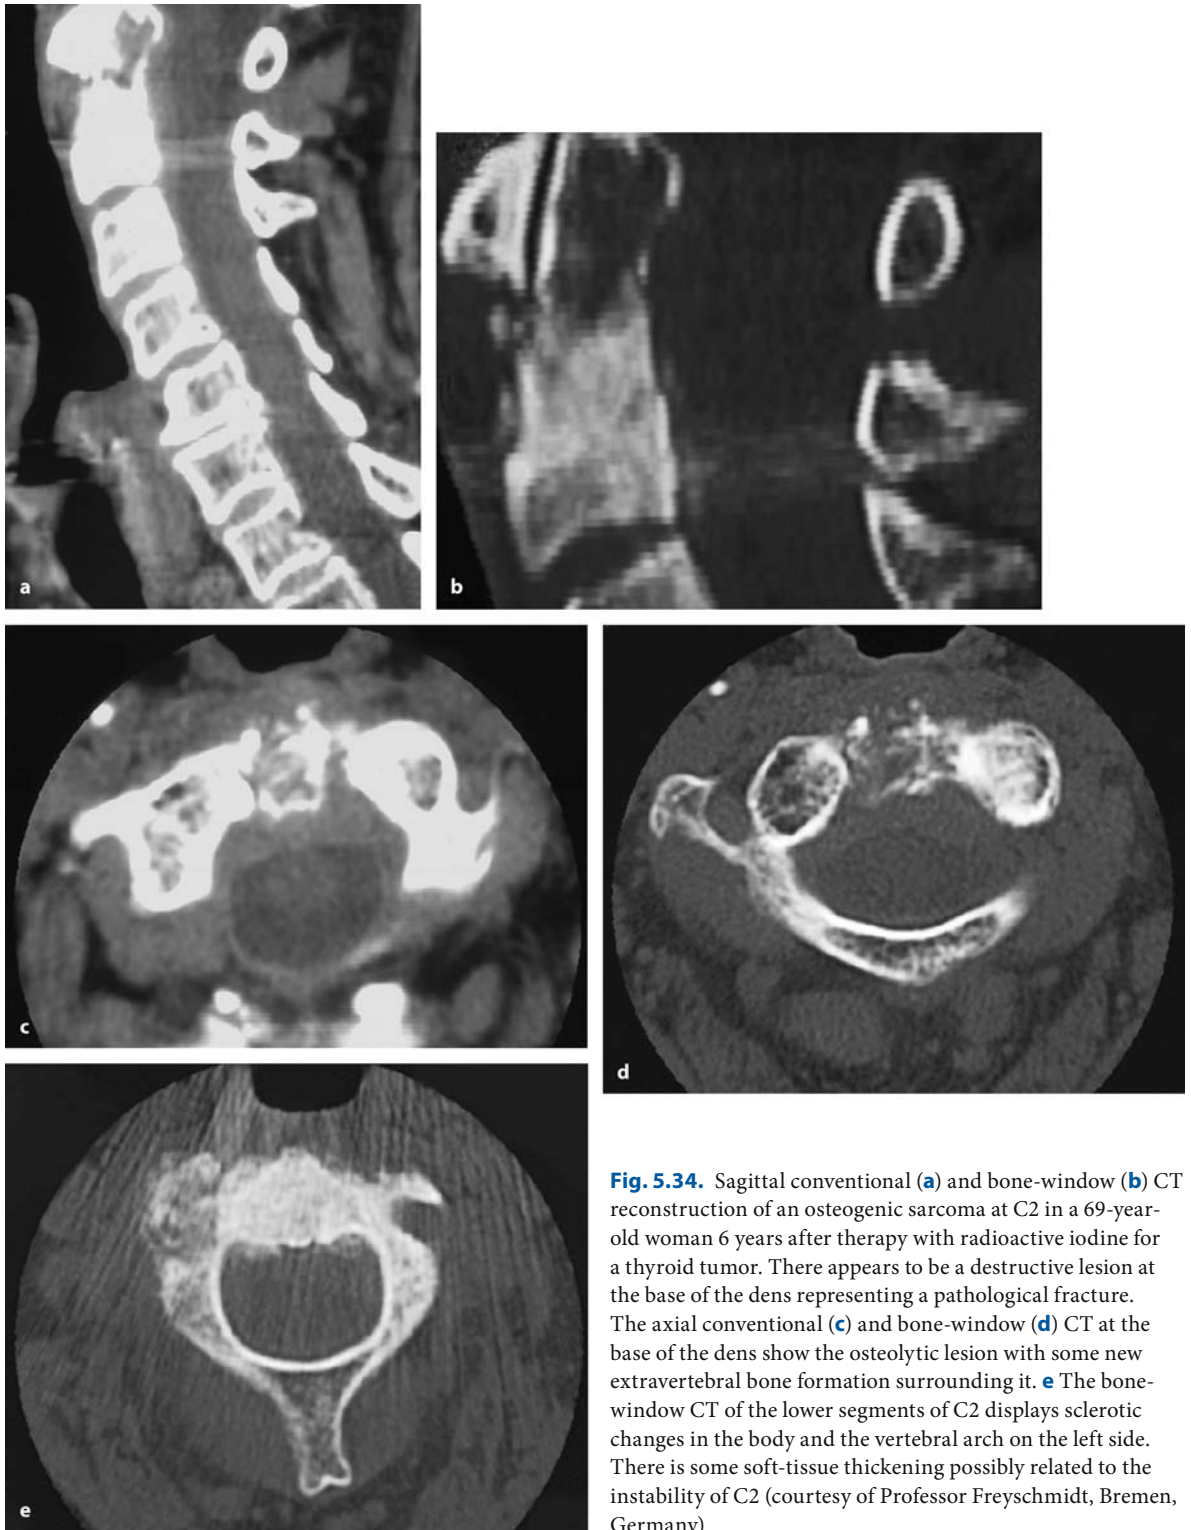 a
b
c
d
e
Fig. 5.34. Sagittal conventional (a) and bone-window (b) CT
reconstruction of an osteogenic sarcoma at C2 in a 69-year-
old woman 6 years after therapy with radioactive iodine for
a thyroid tumor. There appears to be a destructive lesion at
the base of the dens representing a pathological fracture.
The axial conventional (c) and bone-window (d) CT at the
base of the dens show the osteolytic lesion with some new
extravertebral bone formation surrounding it. e The bone-
window CT of the lower segments of C2 displays sclerotic
changes in the body and the vertebral arch on the left side.
There is some soft-tissue thickening possibly related to the
instability of C2 (courtesy of Professor Freyschmidt, Bremen,
Germany)